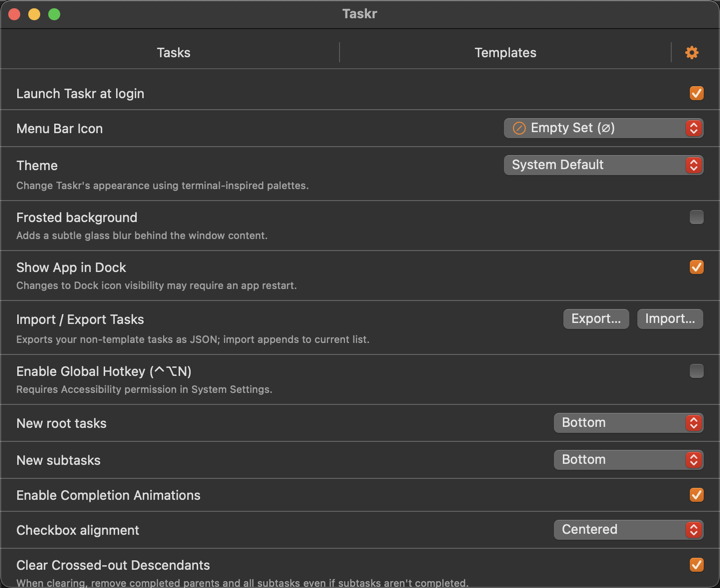 Taskr
Tasks
Templates
Launch Taskr at login
Menu Bar Icon
Empty Set (∅)
Theme
System Default
Change Taskr's appearance using terminal-inspired palettes.
Frosted background
Adds a subtle glass blur behind the window content.
Show App in Dock
Changes to Dock icon visibility may require an app restart.
Import / Export Tasks
Export...
Import...
Exports your non-template tasks as JSON; import appends to current list.
Enable Global Hotkey (^⌥N)
Requires Accessibility permission in System Settings.
New root tasks
Bottom
New subtasks
Bottom
Enable Completion Animations
Checkbox alignment
Centered
Clear Crossed-out Descendants
When clearing, remove completed parents and all subtasks even if subtasks aren't completed.